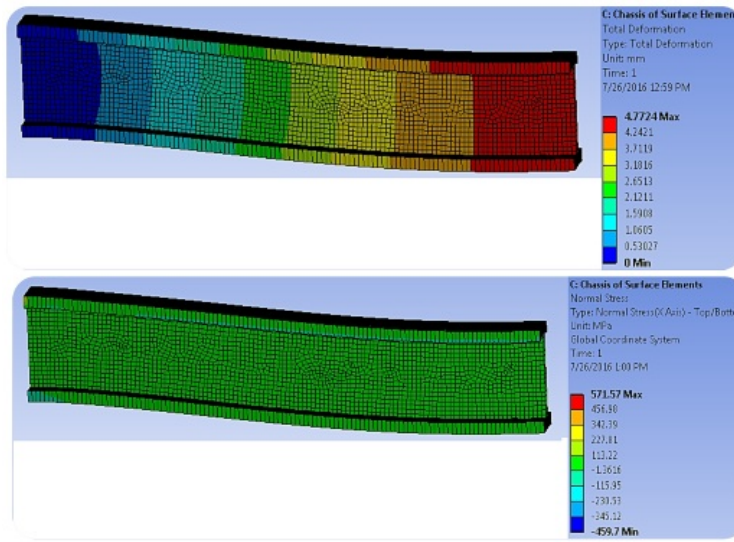 C: Chassis of Surface Elemen
Total Deformation
Type: Total Deformation
Unit: mm
Time: 1
7/26/2016 12:59 PM
4.7724 Max
4.2421
3.7119
3.1816
2.6513
2.1211
1.5908
1.0605
0.53027
0 Min
C: Chassis of Surface Elements
Normal Stress
Type: Normal Stress(X Axis) - Top/Bott
Unit: MPa
Global Coordinate System
Time: 1
7/26/2016 1:00 PM
571.57 Max
456.98
342.39
227.81
113.22
-1.3616
-115.95
-230.53
-345.12
-459.7 Min